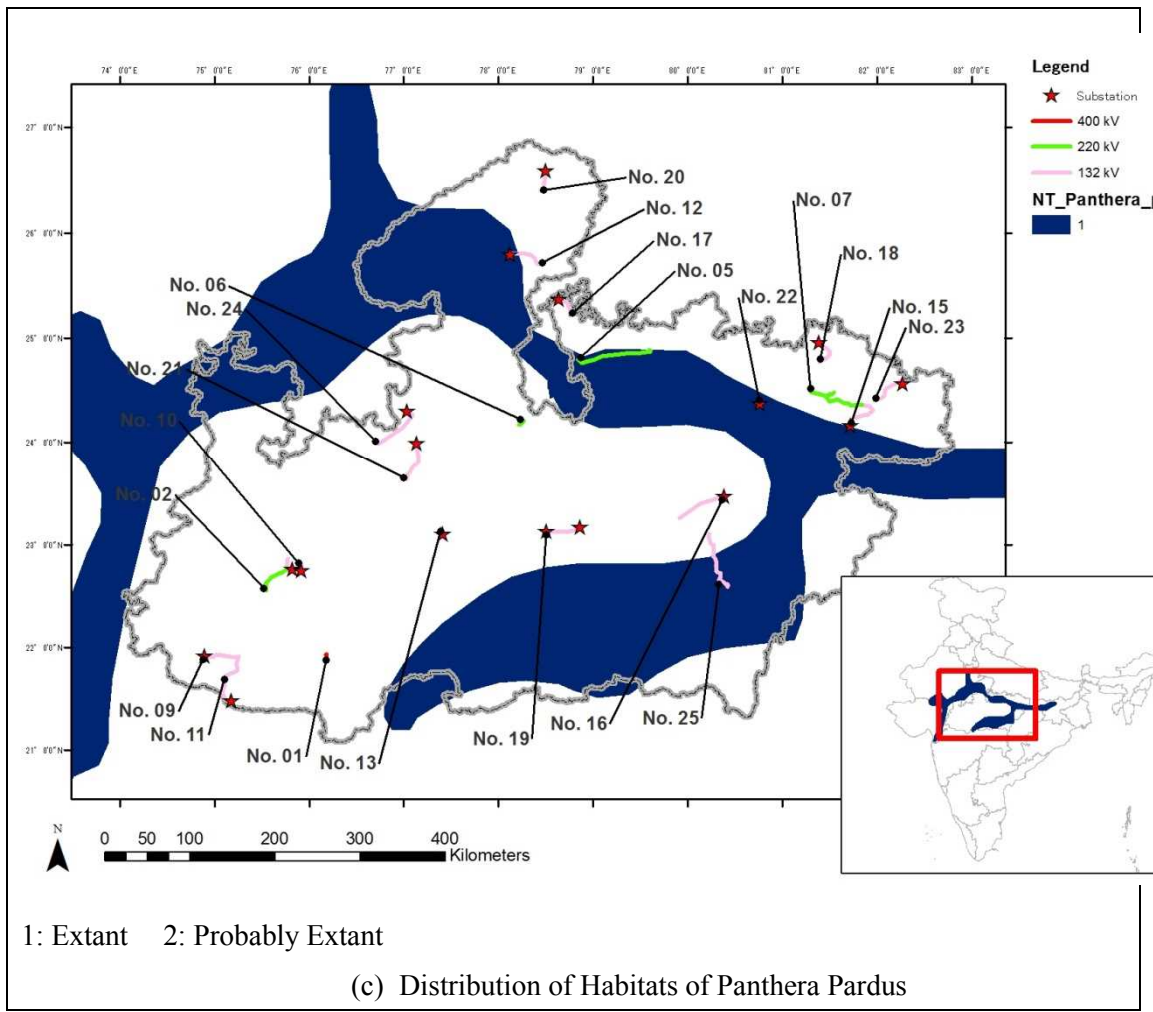 74° 0'0"E 75° 0'0"E 76° 0'0"E 77° 0'0"E 78° 0'0"E 79° 0'0"E 80° 0'0"E 81° 0'0"E 82° 0'0"E 83° 0'0"E
Legend
Substation
400 kV
220 kV
132 kV
NT_Panthera_p
1
27° 0'0"N
26° 0'0"N
25° 0'0"N
24° 0'0"N
23° 0'0"N
22° 0'0"N
21° 0'0"N
No. 20
No. 12
No. 07
No. 17
No. 18
No. 05
No. 06
No. 22
No. 15
No. 24
No. 23
No. 21
No. 10
No. 02
No. 09
No. 11
No. 01
No. 13
No. 19
No. 16
No. 25
N
0 50 100 200 300 400
Kilometers
1: Extant 2: Probably Extant
(c) Distribution of Habitats of Panthera Pardus